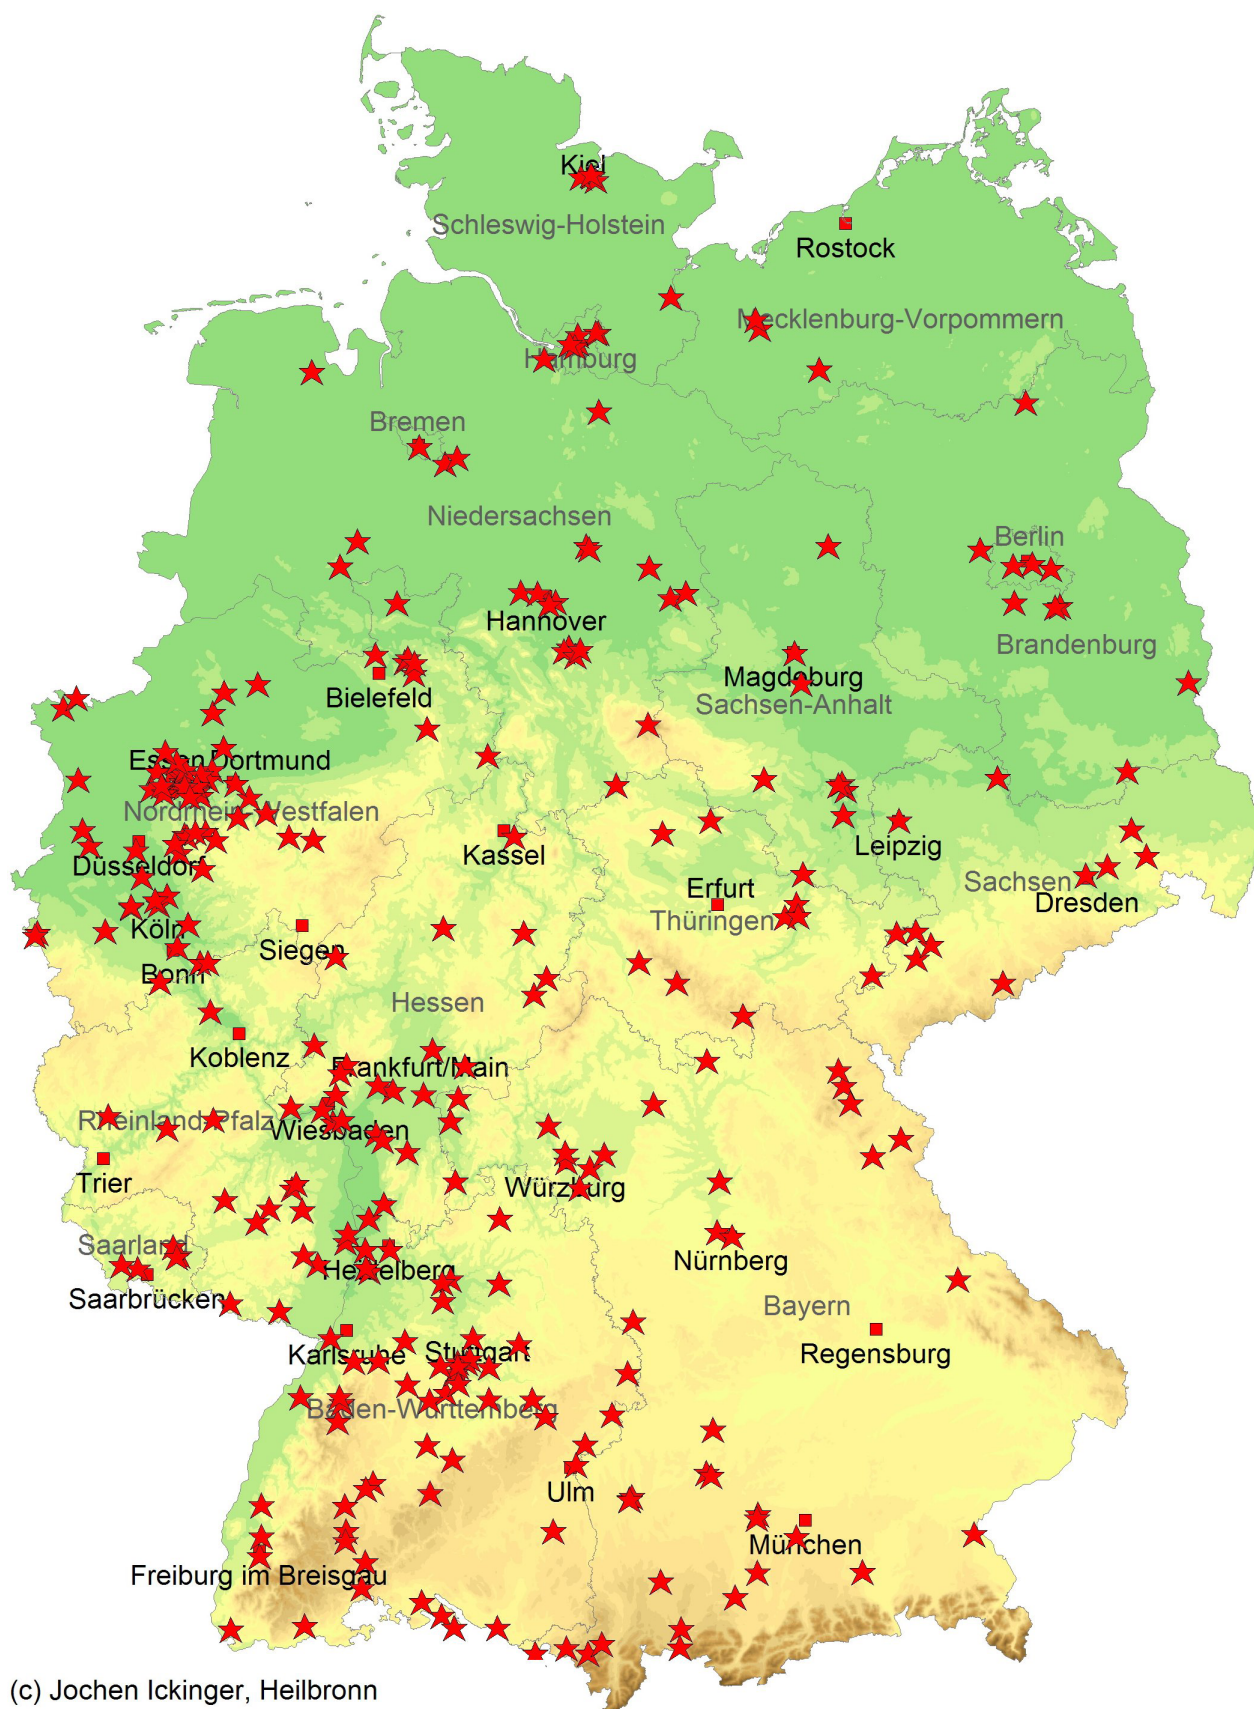 Kiel
Schleswig-Holstein
Rostock
Mecklenburg-Vorpommern
Hamburg
Bremen
Niedersachsen
Berlin
Hannover
Brandenburg
Magdeburg
Bielefeld
Sachsen-Anhalt
Essen
Dortmund
Nordrhein-Westfalen
Kassel
Leipzig
Düsseldorf
Erfurt
Sachsen
Dresden
Köln
Thüringen
Siegen
Bonn
Hessen
Koblenz
Frankfurt/Main
Rheinland-Pfalz
Wiesbaden
Trier
Würzburg
Saarland
Nürnberg
Heidelberg
Saarbrücken
Bayern
Karlsruhe
Stuttgart
Regensburg
Baden-Württemberg
Ulm
München
Freiburg im Breisgau
(c) Jochen Ickinger, Heilbronn